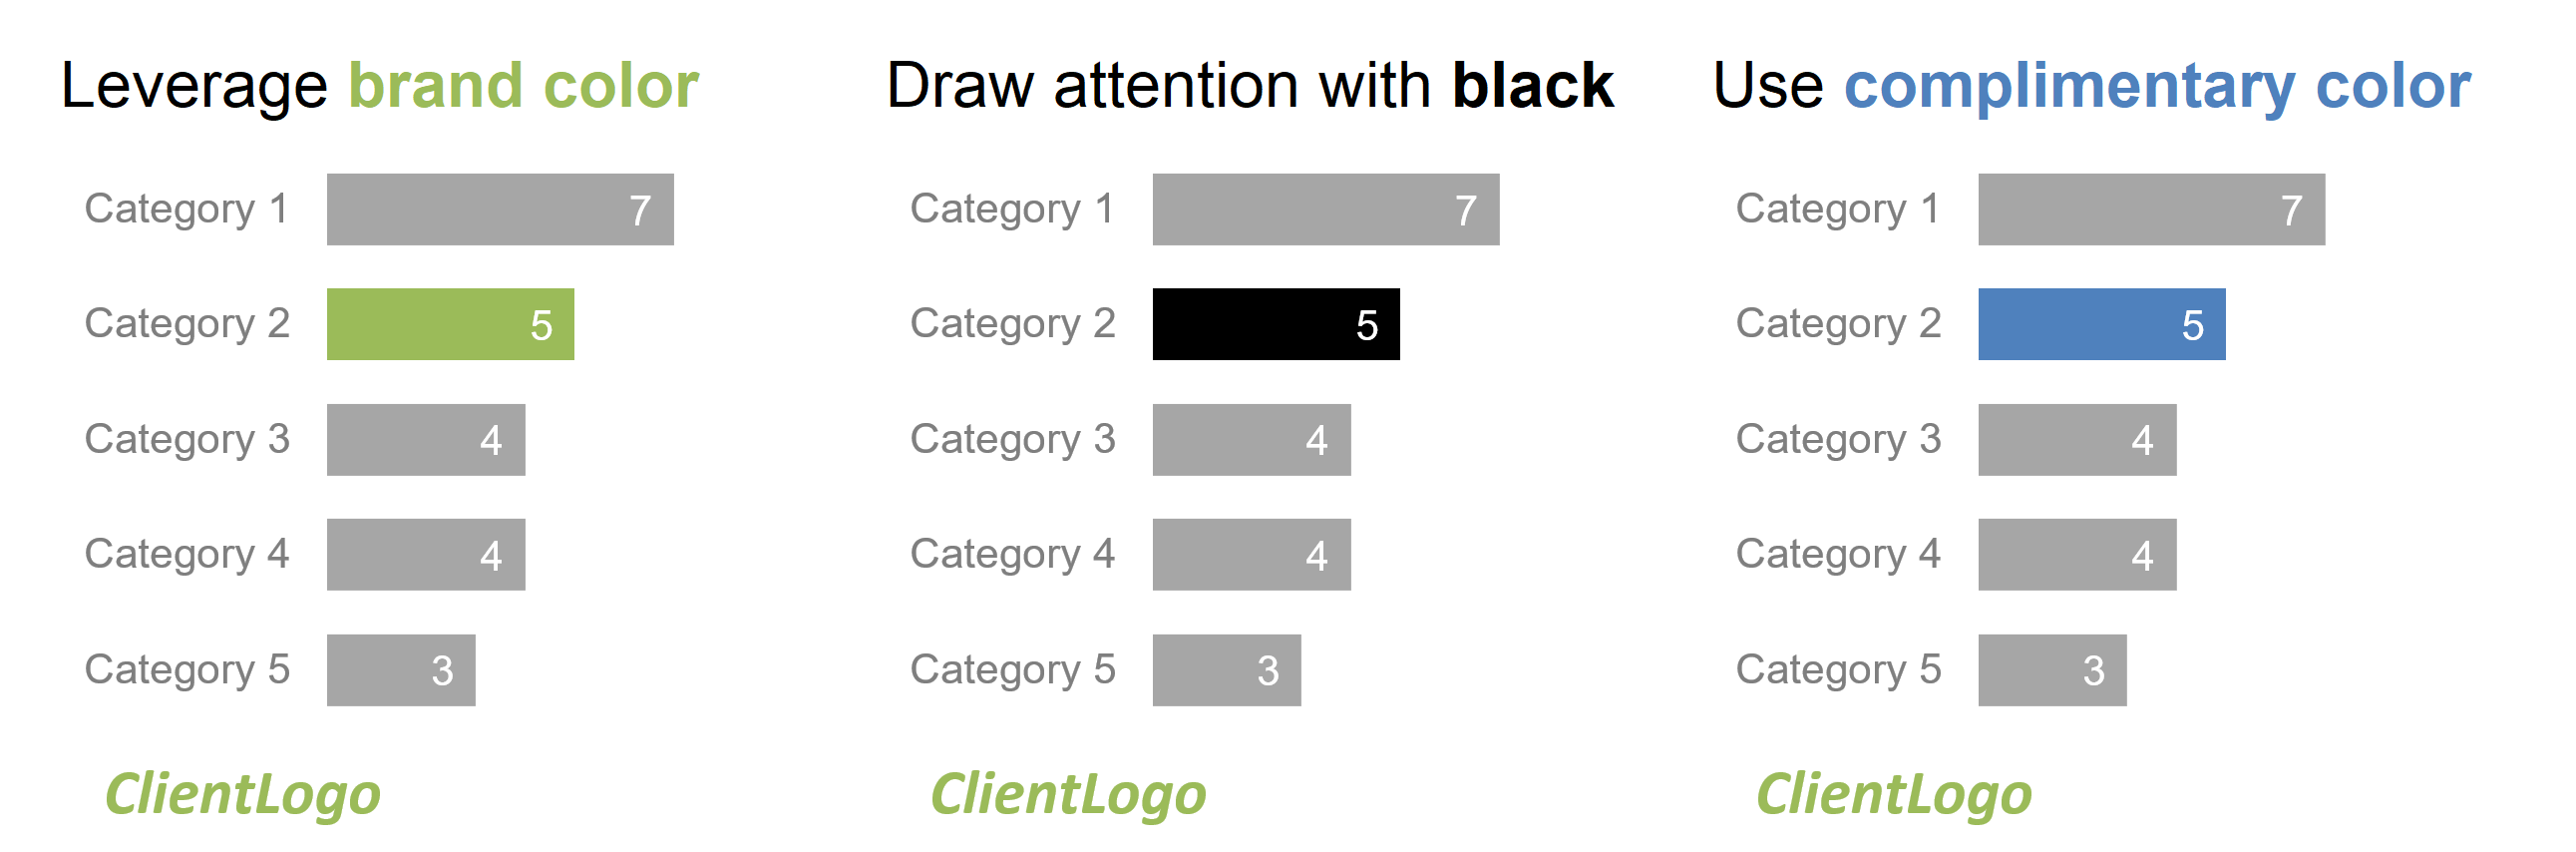 Leverage brand color
Category 1 7
Category 2 5
Category 3 4
Category 4 4
Category 5 3
ClientLogo
Draw attention with black
Category 1 7
Category 2 5
Category 3 4
Category 4 4
Category 5 3
ClientLogo
Use complimentary color
Category 1 7
Category 2 5
Category 3 4
Category 4 4
Category 5 3
ClientLogo